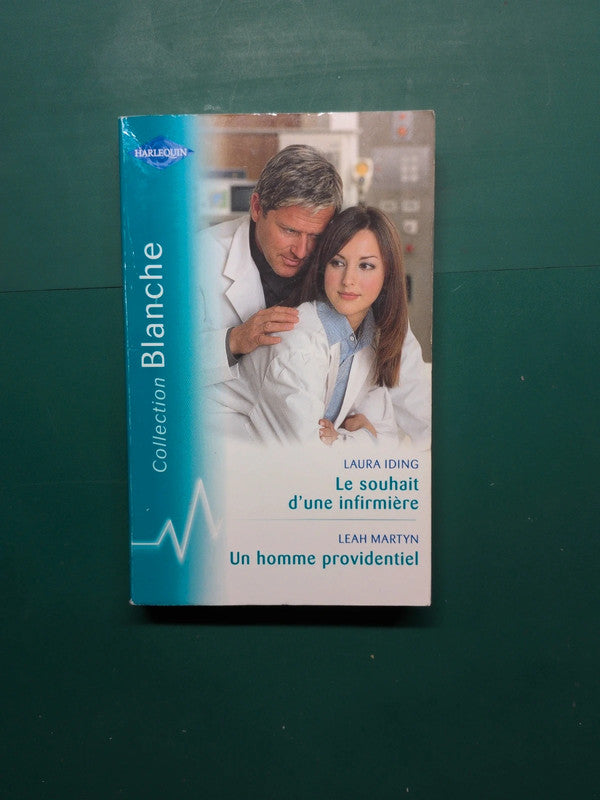 HARLEQUIN
Collection Blanche
LAURA IDING
Le souhait
d'une infirmière
LEAH MARTYN
Un homme providentiel